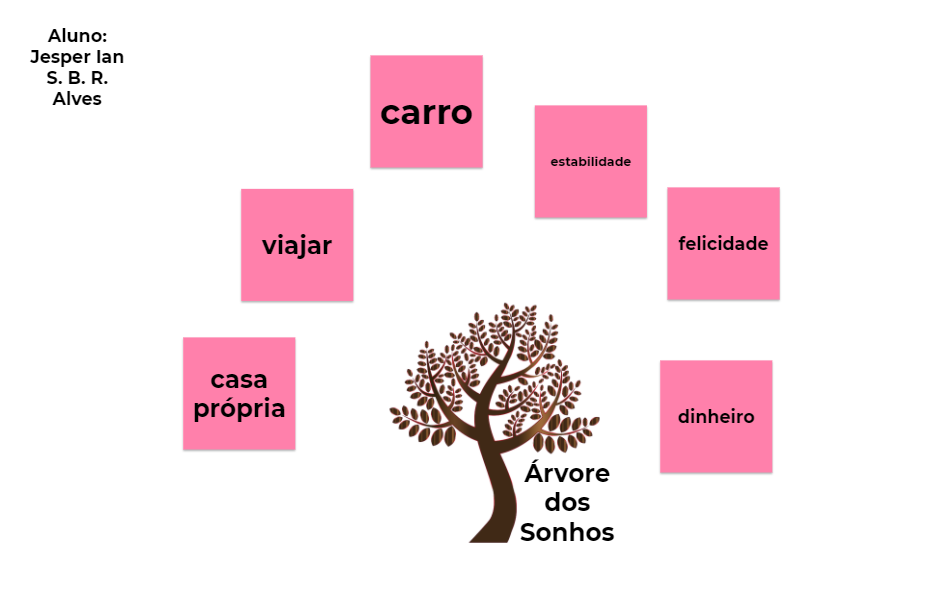 Aluno:
Jesper Ian
S. B. R.
Alves
carro
estabilidade
viajar
felicidade
casa
própria
dinheiro
Árvore
dos
Sonhos